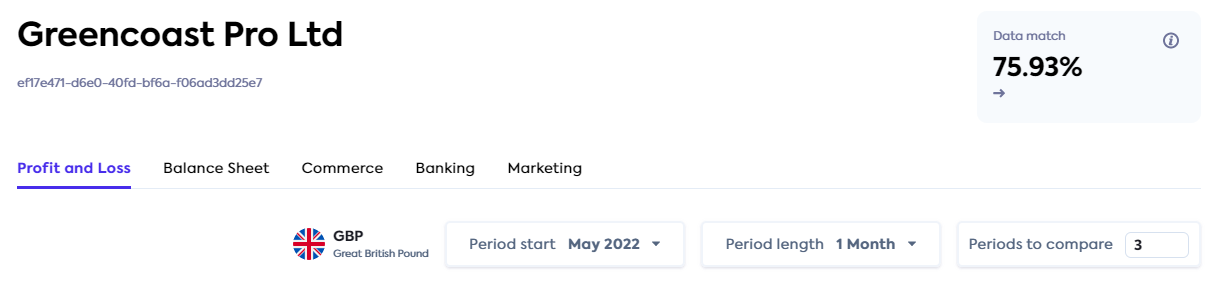 Greencoast Pro Ltd
ef17e471-d6e0-40fd-bf6a-f06ad3dd25e7
Data match
75.93%
Profit and Loss Balance Sheet Commerce Banking Marketing
GBP
Great British Pound
Period start May 2022
Period length 1 Month
Periods to compare 3